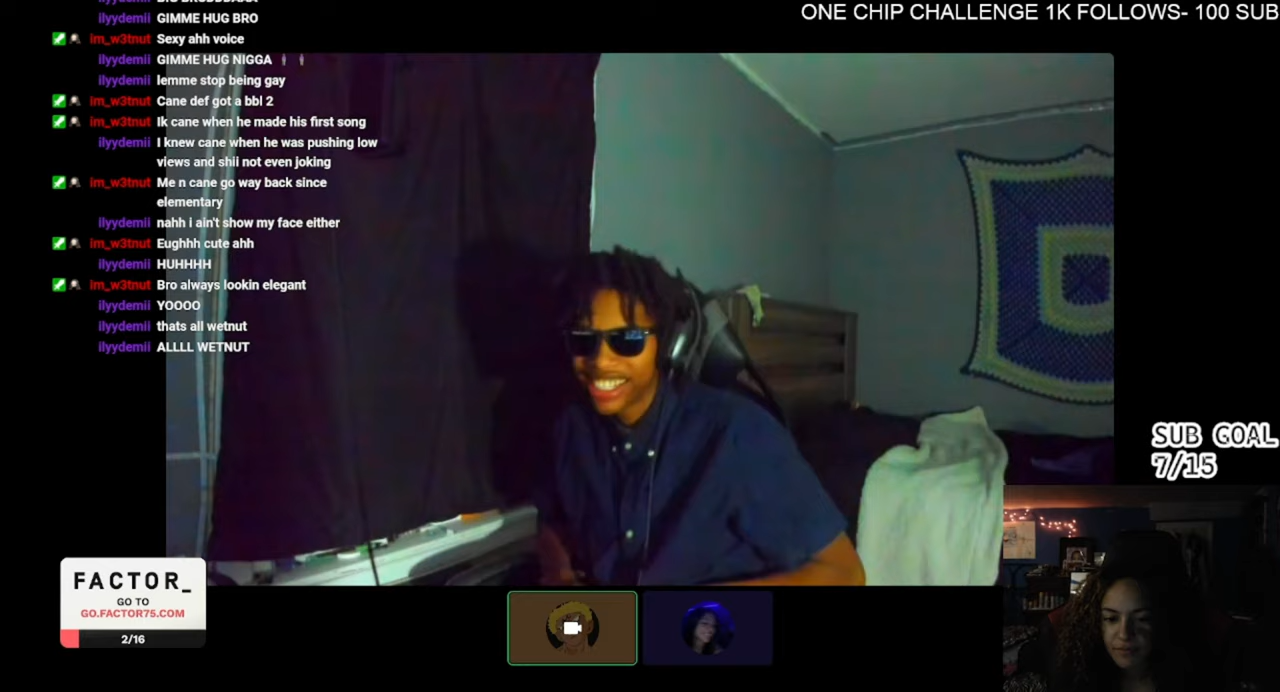 ONE CHIP CHALLENGE 1K FOLLOWS- 100 SUB
ilyydemii
ilyydemii GIMME HUG BRO
im_w3tnut Sexy ahh voice
ilyydemii GIMME HUG NIGGA
ilyydemii lemme stop being gay
im_w3tnut Cane def got a bbl 2
im_w3tnut Ik cane when he made his first song
ilyydemii I knew cane when he was pushing low
views and shii not even joking
im_w3tnut Me n cane go way back since
elementary
ilyydemii nahh i ain't show my face either
im_w3tnut Eughhh cute ahh
ilyydemii HUHHHH
im_w3tnut Bro always lookin elegant
ilyydemii YOOOO
ilyydemii thats all wetnut
ilyydemii ALLLL WETNUT
SUB GOAL
7/15
FACTOR_
GO TO
GO.FACTOR75.COM
2/16